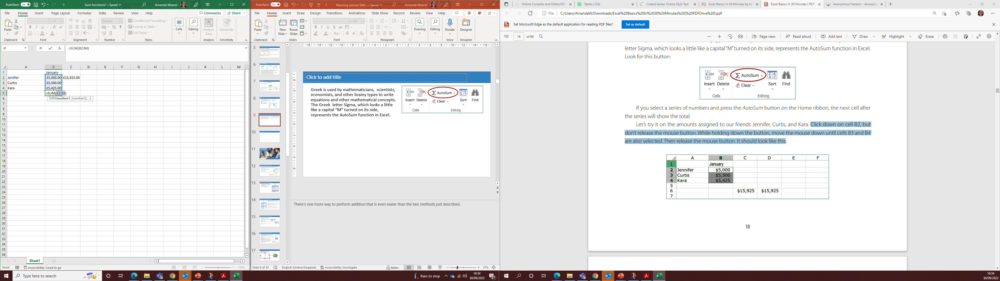 AutoSave On Sum functions1 • Saved Amanda Weaver
File Home Insert Page Layout Formulas Data Review View Help Comments Share
Paste 11 B I U A A General % Conditional Formatting Format as Table Cell Styles Cells Editing Analyze Data Sensitivity
Clipboard Font Alignment Number Styles Analysis Sensitivity
IF =SUM(B2:B4)
A B C D E F G H I J K L M
1 January
2 Jenifer £5,000.00 £15,925.00
3 Curtis £5,500.00
4 Kara £5,425.00
5 =SUM(B2:B4)
6 SUM(number1, [number2], ...)
7
8
9
10
11
12
13
14
15
16
17
18
19
20
21
22
23
24
25
26
27
28
29
30
31
32
33
34
35
36
Sheet1
Point Accessibility: Good to go 100%
AutoSave On Morning sesison DAY... • Saved Amanda Weaver
File Home Insert Draw Design Transitions Animations Slide Show Record Review View Help
Paste New Slide Reuse Slides 24 B I U S ab AV Aa A A Drawing Editing Dictate Designer
Clipboard Slides Font Paragraph Voice Designer
5
6
7
8
9
10
11
12
13
14
15
16
17
Click to add title
Greek is used by mathematicians, scientists,
economists, and other brainy types to write
equations and other mathematical concepts.
The Greek letter Sigma, which looks a little
like a capital “M” turned on its side,
represents the AutoSum function in Excel.
Σ AutoSum
Insert Delete Clear Sort Find
Cells Editing
There’s one more way to perform addition that is even easier than the two methods just described.
Slide 9 of 33 English (United Kingdom) Accessibility: Investigate Notes 57%
Online Compiler and Editor/IDE Tables | SQL CodesCracker Online Quiz Test Excel Basics In 30 Minutes by Ian Excel Basics In 30 Minutes ( PDF Anonymous Hackers - Anonymo
File C:/Users/AmandaW/Downloads/Excel%20Basics%20In%2030%20Minutes%20(%20PDFDrive%20).pdf
Set Microsoft Edge as the default application for reading PDF files? Set as default
16 of 66 Page view Read aloud Add text Draw Highlight Erase
letter Sigma, which looks a little like a capital “M” turned on its side, represents the AutoSum function in Excel.
Look for this button:
Σ AutoSum
Insert Delete Clear Sort Find
Cells Editing
If you select a series of numbers and press the AutoSum button on the Home ribbon, the next cell after
the series will show the total.
Let’s try it on the amounts assigned to our friends Jennifer, Curtis, and Kara. Click down on cell B2, but
don’t release the mouse button. While holding down the button, move the mouse down until cells B3 and B4
are also selected. Then release the mouse button. It should look like this:
A B C D E F
1 January
2 Jennifer $5,000
3 Curtis $5,500
4 Kara $5,425
5
6 $15,925 $15,925
7
10
Type here to search Rain to stop 16:34 30/09/2022 27
16:34
30/09/2022